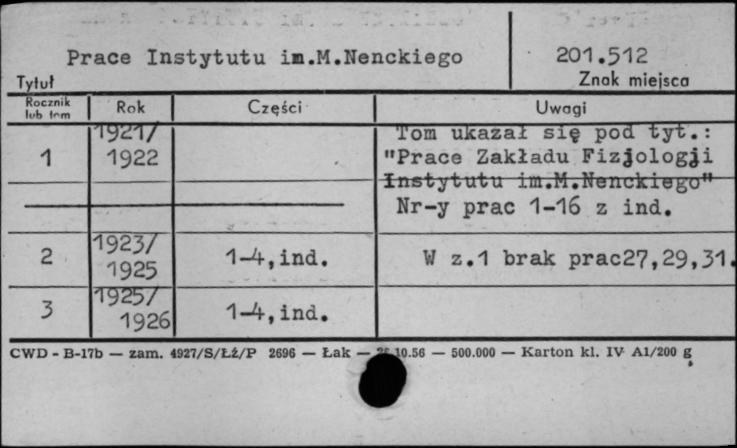 Prace Instytutu im.M.Nenckiego 201.512
Tytuł Znak miejsca
Rocznik lub tom Rok Części Uwagi
1 1921/1922 Tom ukazał się pod tyt.:
"Prace Zakładu Fizjologji
Instytutu im.M.Nenckiego"
Nr-y prac 1-16 z ind.
2 1923/1925 1-4,ind. W z.1 brak prac27,29,31.
3 1925/1926 1-4,ind.
CWD - B-17b — zam. 4927/S/Łź/P 2696 — Łak — 10.56 — 500.000 — Karton kl. IV A1/200 g